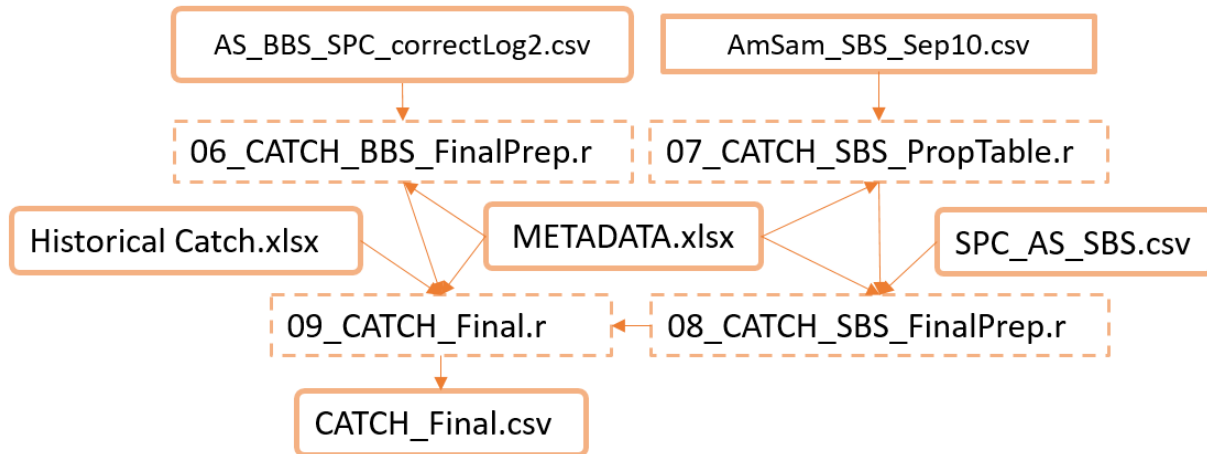 AS_BBS_SPC_correctLog2.csv
AmSam_SBS_Sep10.csv
06_CATCH_BBS_FinalPrep.r
07_CATCH_SBS_PropTable.r
Historical Catch.xlsx
METADATA.xlsx
SPC_AS_SBS.csv
09_CATCH_Final.r
08_CATCH_SBS_FinalPrep.r
CATCH_Final.csv